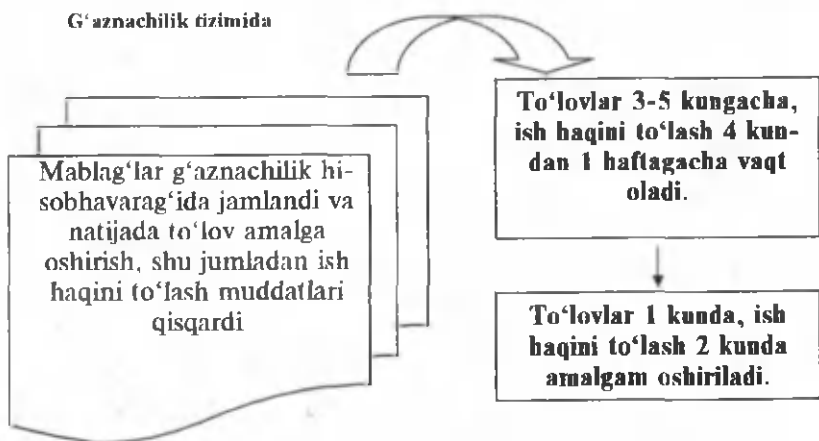 G‘aznachilik tizimida
Mablag‘lar g‘aznachilik hi-
sobhavarag‘ida jamlandi va
natijada to‘lov amalga
oshirish, shu jumladan ish
haqini to‘lash muddatlari
qisqardi
To‘lovlar 3-5 kungacha,
ish haqini to‘lash 4 kun-
dan 1 haftagacha vaqt
oladi.
To‘lovlar 1 kunda, ish
haqini to‘lash 2 kunda
amalgam oshiriladi.